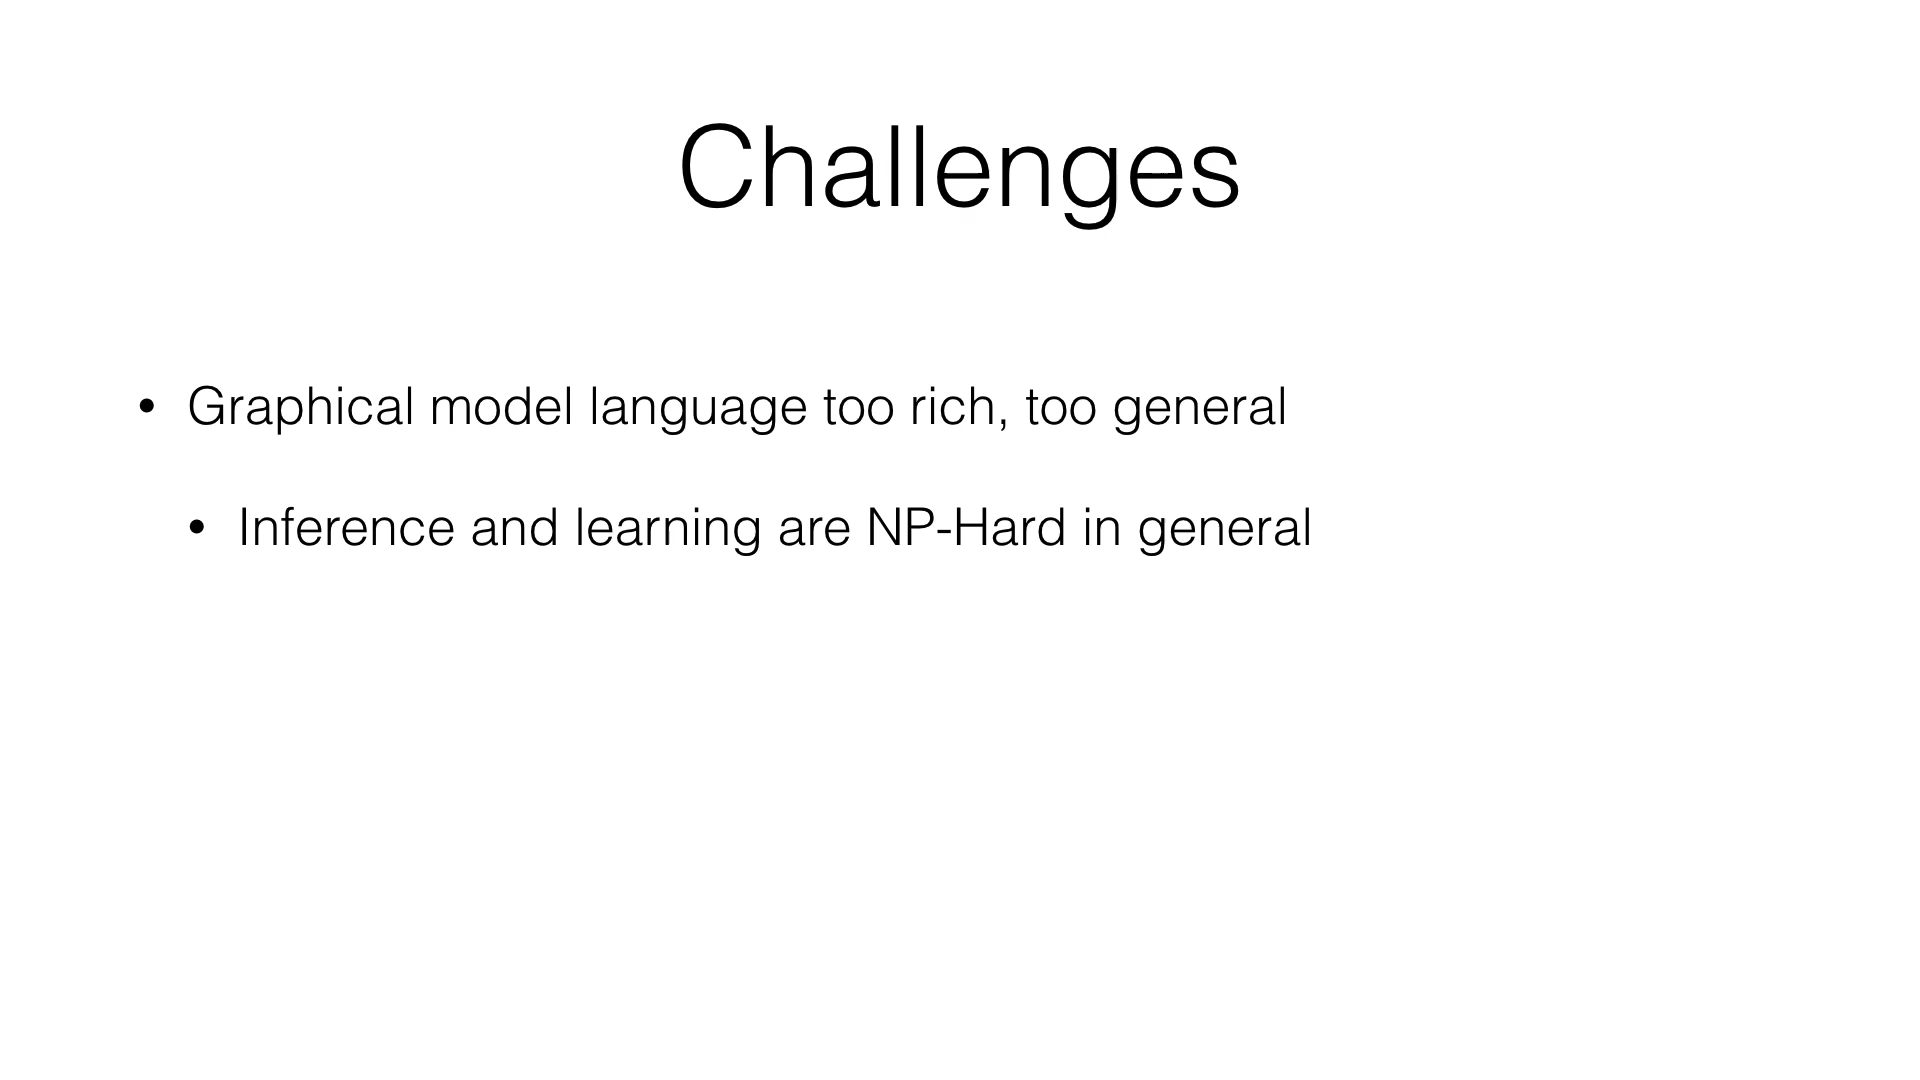 Challenges
• Graphical model language too rich, too general
• Inference and learning are NP-Hard in general